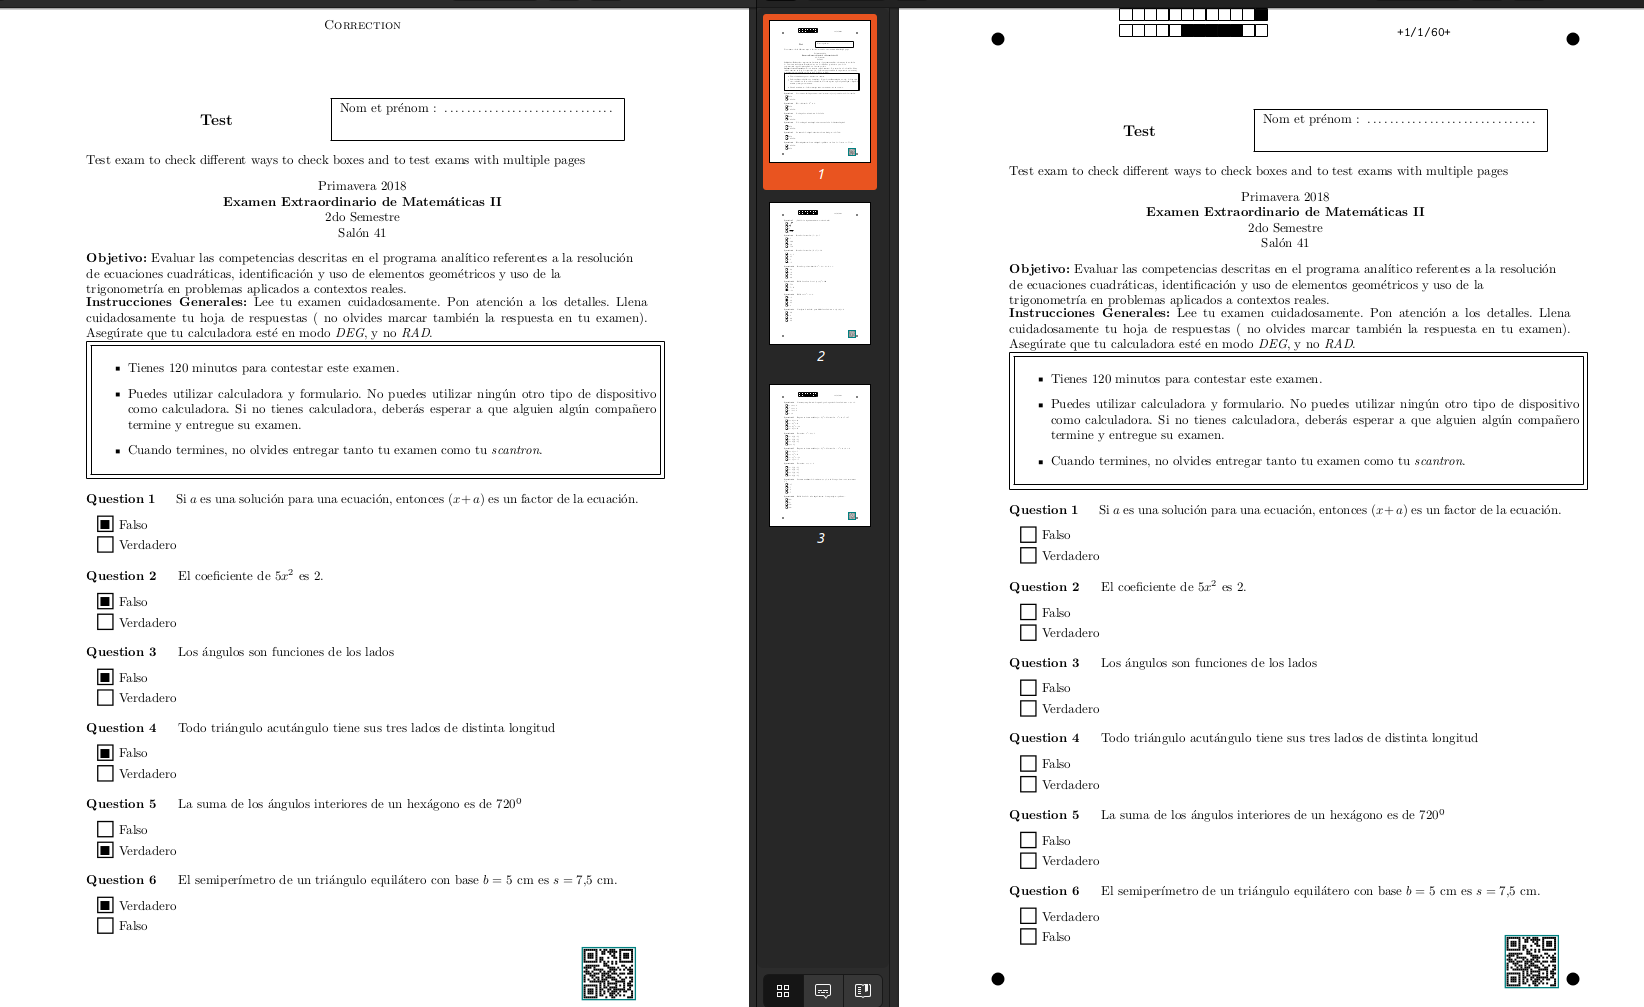 CORRECTION
Test
Nom et prénom : ..............................
Test exam to check different ways to check boxes and to test exams with multiple pages
Primavera 2018
Examen Extraordinario de Matemáticas II
2do Semestre
Salón 41
Objetivo: Evaluar las competencias descritas en el programa analítico referentes a la resolución
de ecuaciones cuadráticas, identificación y uso de elementos geométricos y uso de la
trigonometría en problemas aplicados a contextos reales.
Instrucciones Generales: Lee tu examen cuidadosamente. Pon atención a los detalles. Llena
cuidadosamente tu hoja de respuestas ( no olvides marcar también la respuesta en tu examen).
Asegúrate que tu calculadora esté en modo DEG, y no RAD.
▪ Tienes 120 minutos para contestar este examen.
▪ Puedes utilizar calculadora y formulario. No puedes utilizar ningún otro tipo de dispositivo
como calculadora. Si no tienes calculadora, deberás esperar a que alguien algún compañero
termine y entregue su examen.
▪ Cuando termines, no olvides entregar tanto tu examen como tu scantron.
Question 1 Si a es una solución para una ecuación, entonces (x+a) es un factor de la ecuación.
Falso
Verdadero
Question 2 El coeficiente de 5x² es 2.
Falso
Verdadero
Question 3 Los ángulos son funciones de los lados
Falso
Verdadero
Question 4 Todo triángulo acutángulo tiene sus tres lados de distinta longitud
Falso
Verdadero
Question 5 La suma de los ángulos interiores de un hexágono es de 720⁰
Falso
Verdadero
Question 6 El semiperímetro de un triángulo equilátero con base b = 5 cm es s = 7,5 cm.
Verdadero
Falso
1
2
3
+1/1/60+
Test
Nom et prénom : ..............................
Test exam to check different ways to check boxes and to test exams with multiple pages
Primavera 2018
Examen Extraordinario de Matemáticas II
2do Semestre
Salón 41
Objetivo: Evaluar las competencias descritas en el programa analítico referentes a la resolución
de ecuaciones cuadráticas, identificación y uso de elementos geométricos y uso de la
trigonometría en problemas aplicados a contextos reales.
Instrucciones Generales: Lee tu examen cuidadosamente. Pon atención a los detalles. Llena
cuidadosamente tu hoja de respuestas ( no olvides marcar también la respuesta en tu examen).
Asegúrate que tu calculadora esté en modo DEG, y no RAD.
▪ Tienes 120 minutos para contestar este examen.
▪ Puedes utilizar calculadora y formulario. No puedes utilizar ningún otro tipo de dispositivo
como calculadora. Si no tienes calculadora, deberás esperar a que alguien algún compañero
termine y entregue su examen.
▪ Cuando termines, no olvides entregar tanto tu examen como tu scantron.
Question 1 Si a es una solución para una ecuación, entonces (x+a) es un factor de la ecuación.
Falso
Verdadero
Question 2 El coeficiente de 5x² es 2.
Falso
Verdadero
Question 3 Los ángulos son funciones de los lados
Falso
Verdadero
Question 4 Todo triángulo acutángulo tiene sus tres lados de distinta longitud
Falso
Verdadero
Question 5 La suma de los ángulos interiores de un hexágono es de 720⁰
Falso
Verdadero
Question 6 El semiperímetro de un triángulo equilátero con base b = 5 cm es s = 7,5 cm.
Verdadero
Falso